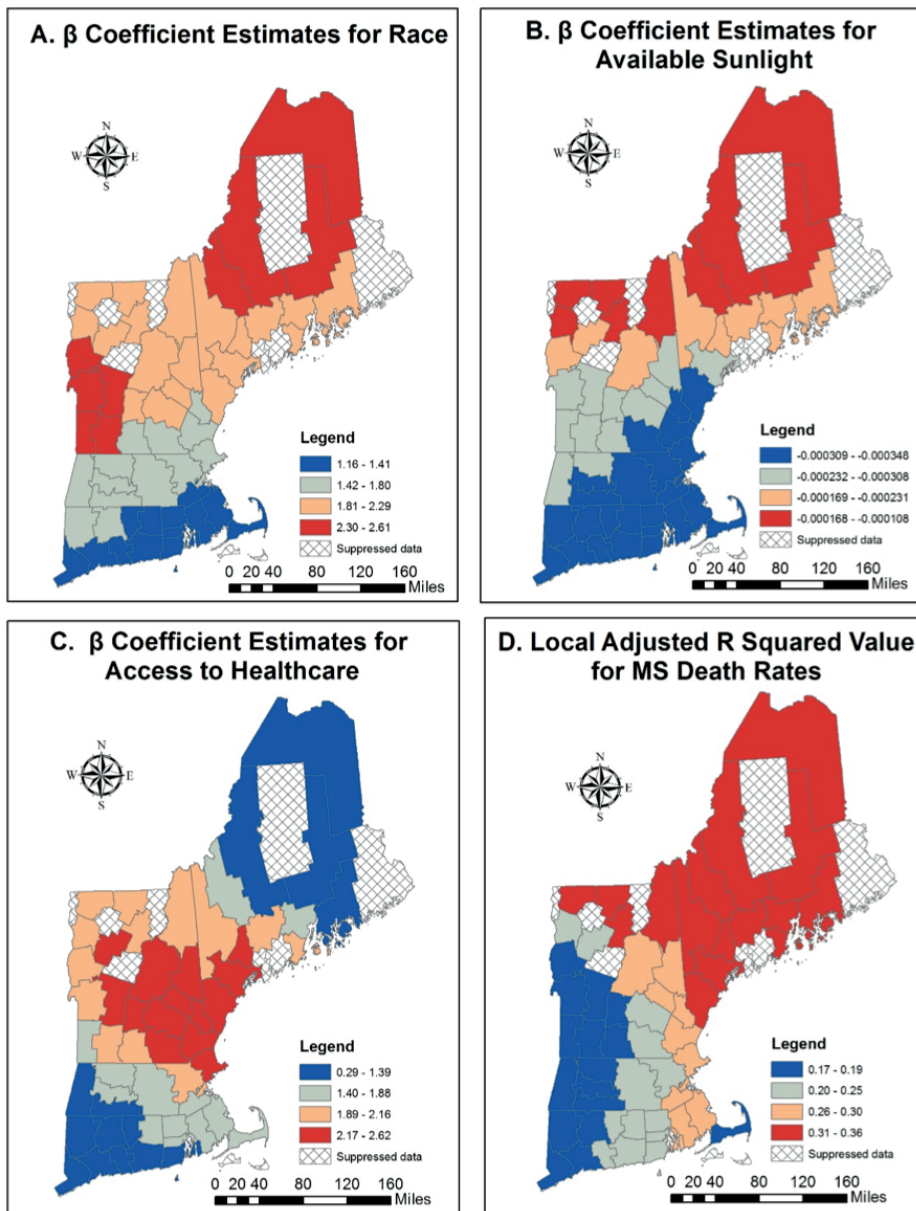 A. β Coefficient Estimates for Race
N
W E
S
Legend
1.16 - 1.41
1.42 - 1.80
1.81 - 2.29
2.30 - 2.61
Suppressed data
0 20 40 80 120 160
Miles
B. β Coefficient Estimates for
Available Sunlight
N
W E
S
Legend
-0.000309 - -0.000348
-0.000232 - -0.000308
-0.000169 - -0.000231
-0.000168 - -0.000108
Suppressed data
0 20 40 80 120 160
Miles
C. β Coefficient Estimates for
Access to Healthcare
N
W E
S
Legend
0.29 - 1.39
1.40 - 1.88
1.89 - 2.16
2.17 - 2.62
Suppressed data
0 20 40 80 120 160
Miles
D. Local Adjusted R Squared Value
for MS Death Rates
N
W E
S
Legend
0.17 - 0.19
0.20 - 0.25
0.26 - 0.30
0.31 - 0.36
Suppressed data
0 20 40 80 120 160
Miles